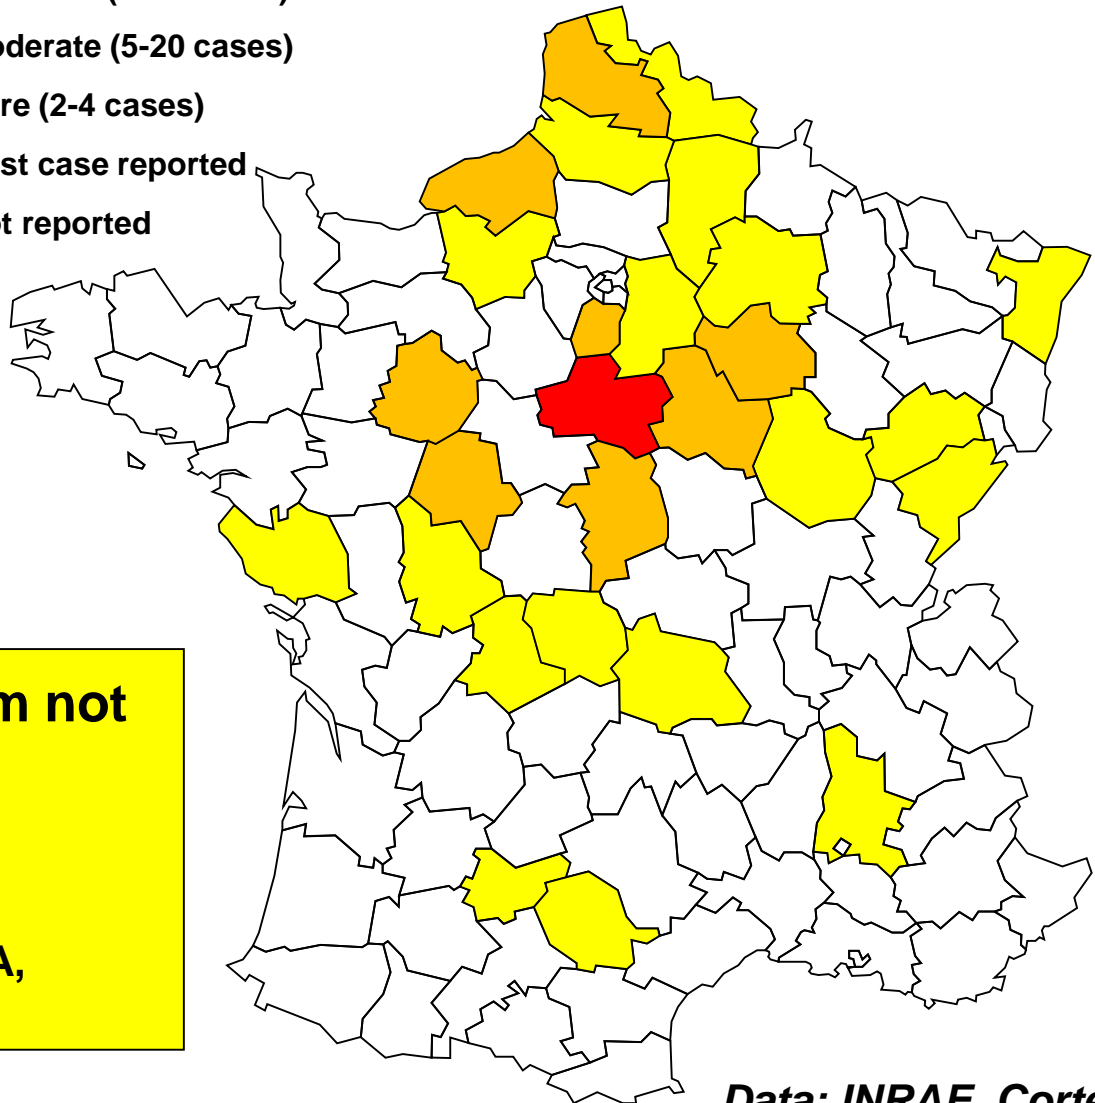 oderate (5-20 cases)
re (2-4 cases)
st case reported
t reported
m not
A,
Data: INRAE, Corte